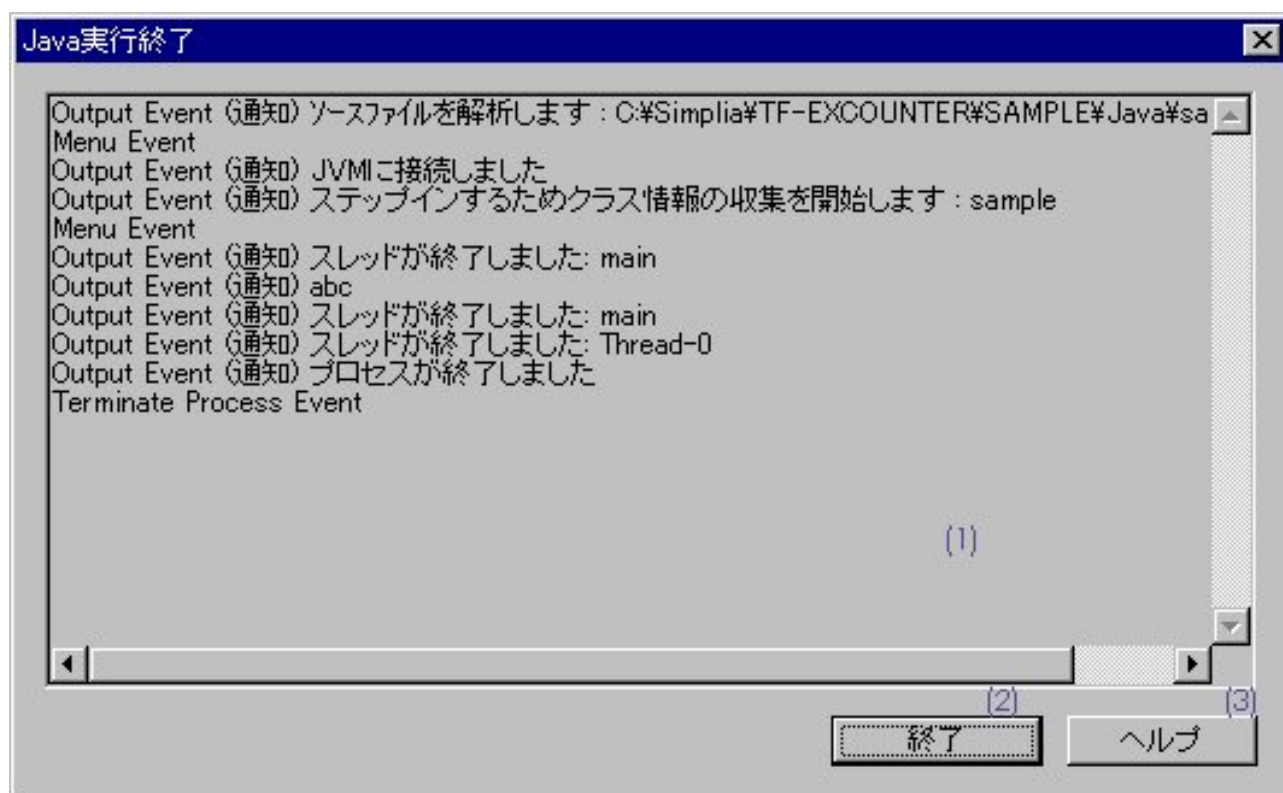 Java実行終了
Output Event (通知) ソースファイルを解析します : C:¥Simplia¥TF-EXCOUNTER¥SAMPLE¥Java¥sa
Menu Event
Output Event (通知) JVMに接続しました
Output Event (通知) ステップインするためクラス情報の収集を開始します : sample
Menu Event
Output Event (通知) スレッドが終了しました: main
Output Event (通知) abc
Output Event (通知) スレッドが終了しました: main
Output Event (通知) スレッドが終了しました: Thread-0
Output Event (通知) プロセスが終了しました
Terminate Process Event
(1)
(2)
(3)
終了
ヘルプ